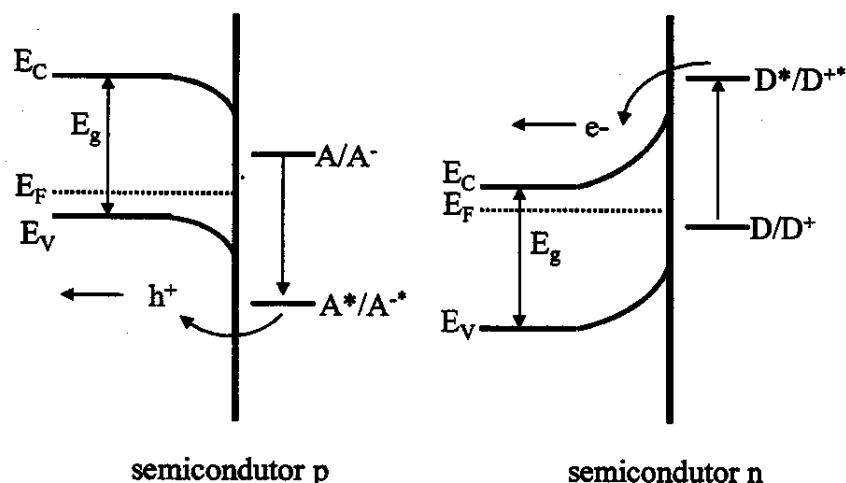 E_C
E_g
E_F
E_V
h⁺
A/A⁻
A*/A⁻*
semicondutor p
D*/D⁺*
e-
E_C
E_F
E_g
D/D⁺
E_V
semicondutor n